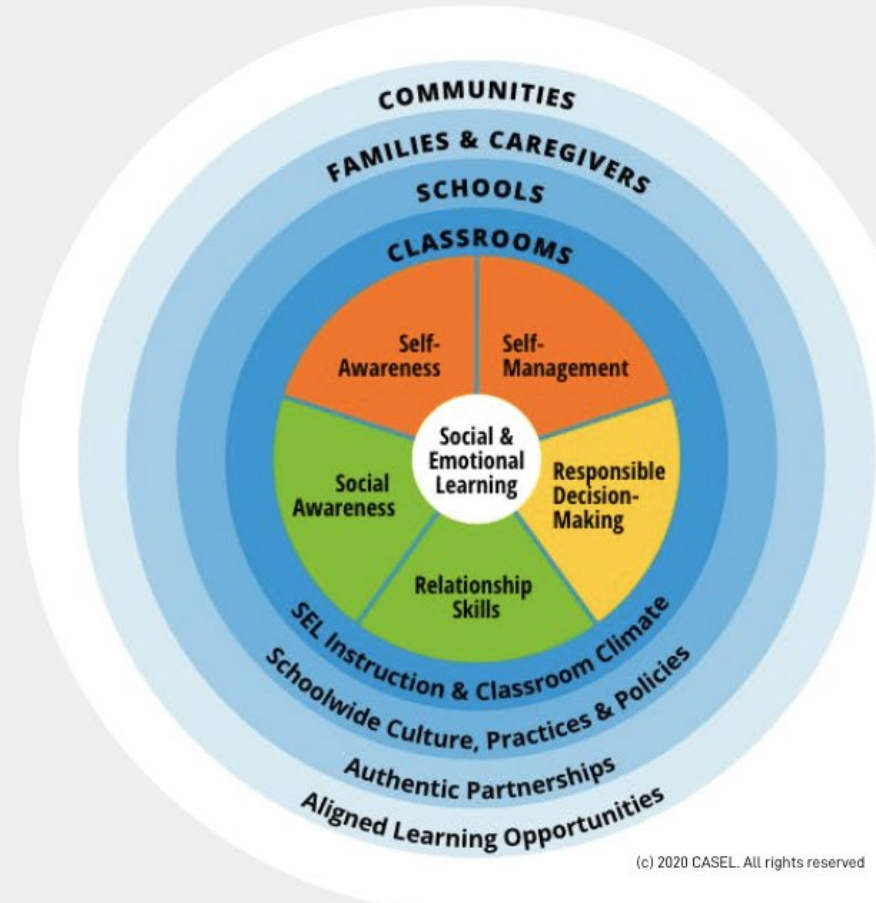 COMMUNITIES
FAMILIES & CAREGIVERS
SCHOOLS
CLASSROOMS
Self-
Awareness
Self-
Management
Social &
Emotional
Learning
Social
Awareness
Responsible
Decision-
Making
Relationship
Skills
SEL Instruction & Classroom Climate
Schoolwide Culture, Practices & Policies
Authentic Partnerships
Aligned Learning Opportunities
(c) 2020 CASEL. All rights reserved